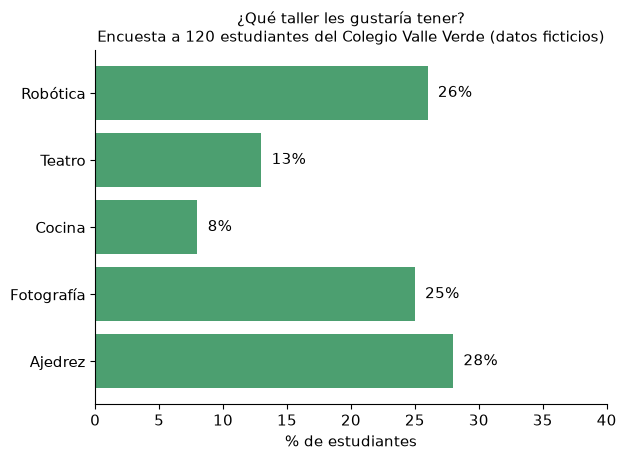 ¿Qué taller les gustaría tener?
Encuesta a 120 estudiantes del Colegio Valle Verde (datos ficticios)
Robótica
26%
Teatro
13%
Cocina
8%
Fotografía
25%
Ajedrez
28%
0 5 10 15 20 25 30 35 40
% de estudiantes